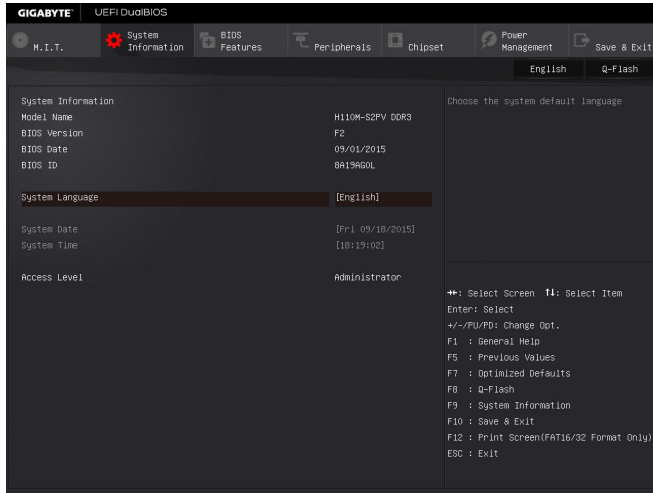 GIGABYTE™ UEFI DualBIOS
M.I.T.
System Information
BIOS Features
Peripherals
Chipset
Power Management
Save & Exit
English Q-Flash
System Information
Model Name H110M-S2PV DDR3
BIOS Version F2
BIOS Date 09/01/2015
BIOS ID 8A19AG0L
System Language [English]
System Date [Fri 09/18/2015]
System Time [18:19:02]
Access Level Administrator
Choose the system default language
→←: Select Screen ↑↓: Select Item
Enter: Select
+/-/PU/PD: Change Opt.
F1 : General Help
F5 : Previous Values
F7 : Optimized Defaults
F8 : Q-Flash
F9 : System Information
F10 : Save & Exit
F12 : Print Screen(FAT16/32 Format Only)
ESC : Exit